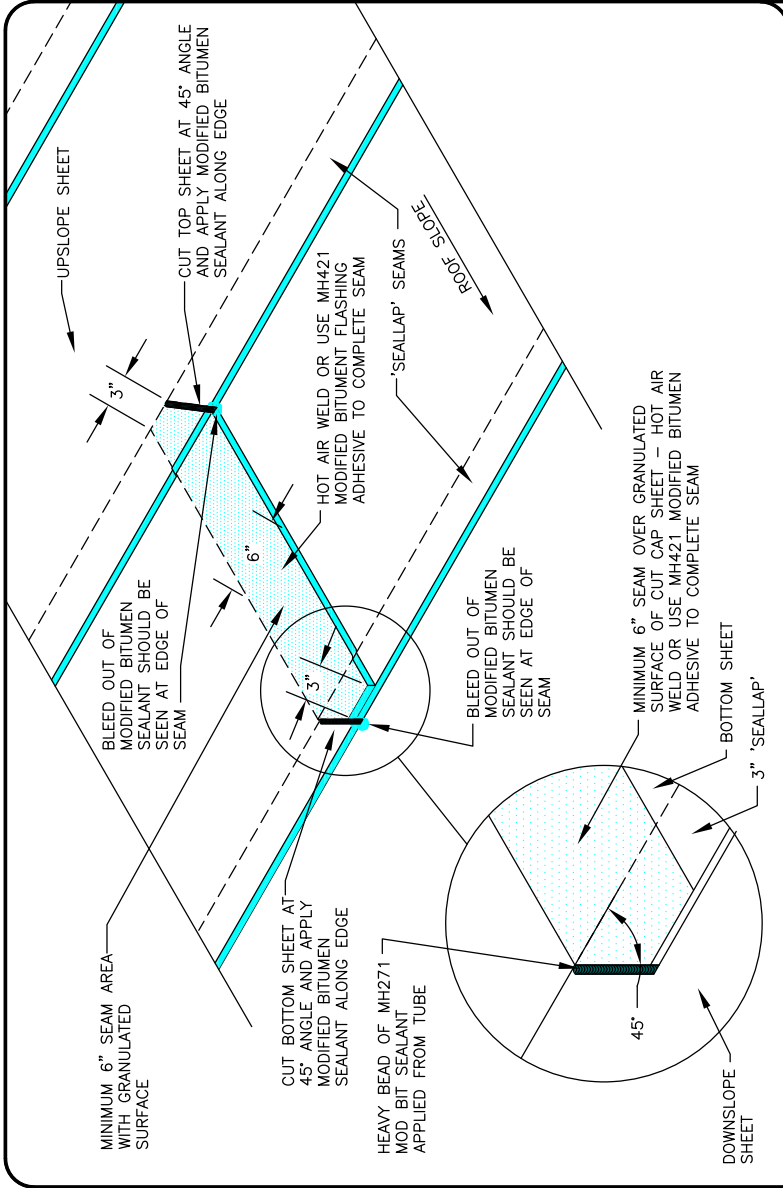 MINIMUM 6" SEAM AREA
WITH GRANULATED
SURFACE
BLEED OUT OF
MODIFIED BITUMEN
SEALANT SHOULD BE
SEEN AT EDGE OF
SEAM
UPSLOPE SHEET
3"
CUT TOP SHEET AT 45° ANGLE
AND APPLY MODIFIED BITUMEN
SEALANT ALONG EDGE
6"
3"
HOT AIR WELD OR USE MH421
MODIFIED BITUMENT FLASHING
ADHESIVE TO COMPLETE SEAM
'SEALLAP' SEAMS
ROOF SLOPE
CUT BOTTOM SHEET AT
45° ANGLE AND APPLY
MODIFIED BITUMEN
SEALANT ALONG EDGE
BLEED OUT OF
MODIFIED BITUMEN
SEALANT SHOULD BE
SEEN AT EDGE OF
SEAM
HEAVY BEAD OF MH271
MOD BIT SEALANT
APPLIED FROM TUBE
MINIMUM 6" SEAM OVER GRANULATED
SURFACE OF CUT CAP SHEET - HOT AIR
WELD OR USE MH421 MODIFIED BITUMEN
ADHESIVE TO COMPLETE SEAM
BOTTOM SHEET
3" 'SEALLAP'
45°
DOWNSLOPE
SHEET